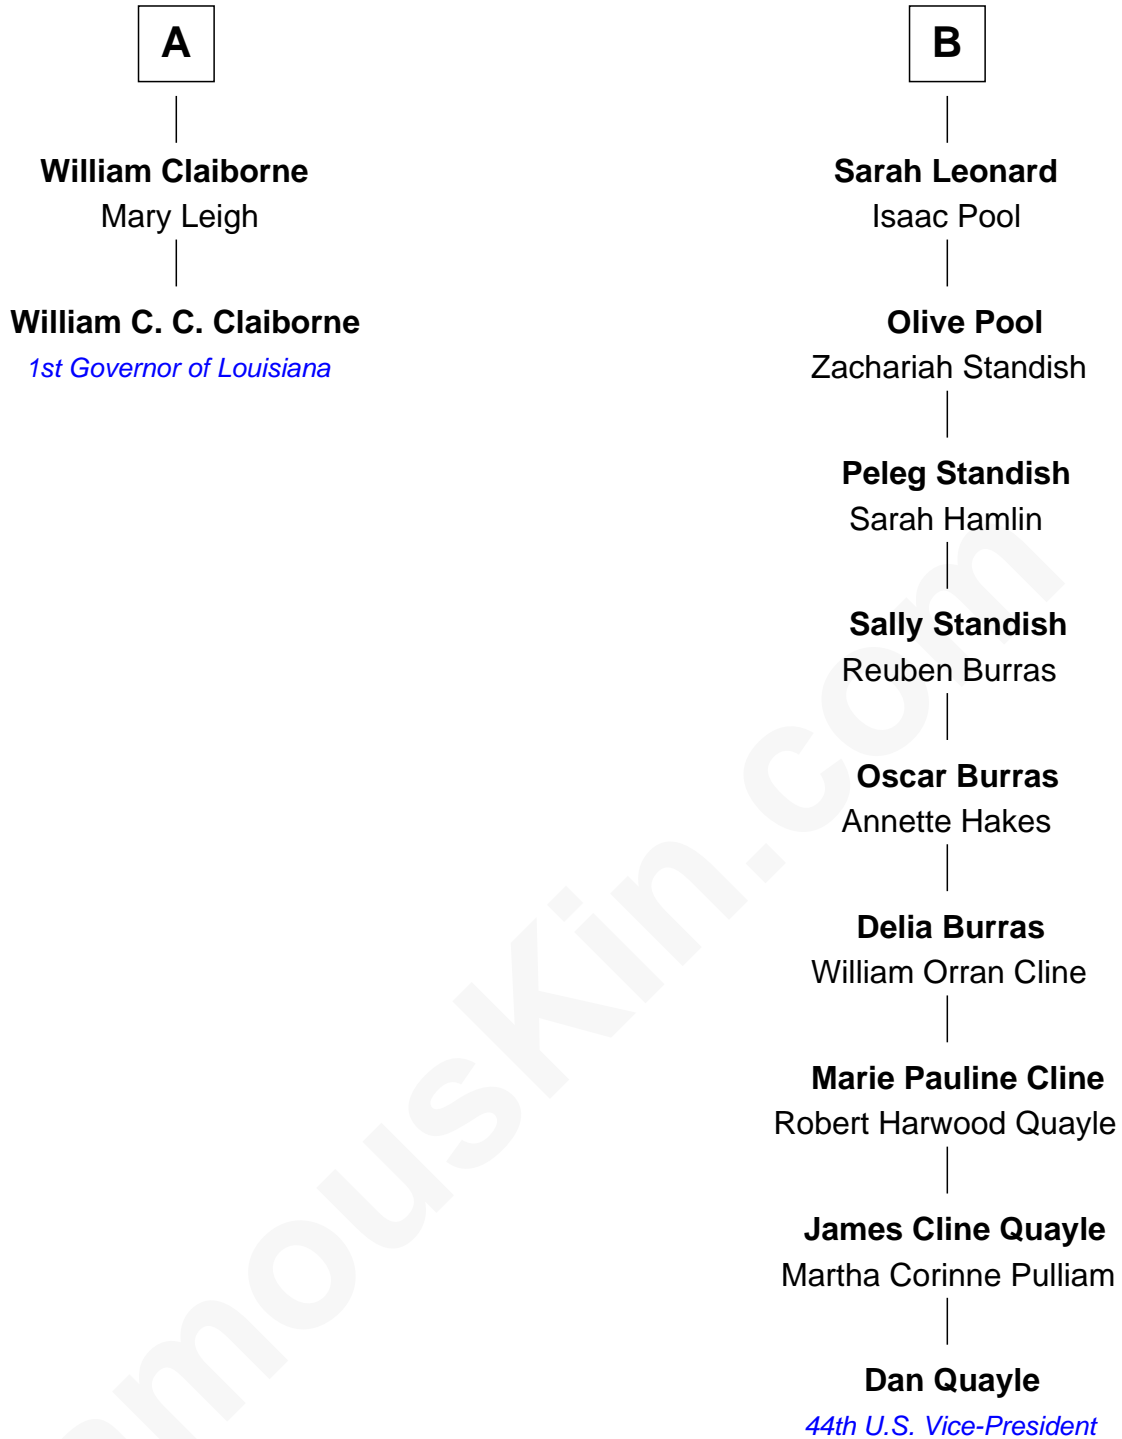 A
William Claiborne
Mary Leigh
William C. C. Claiborne
1st Governor of Louisiana
B
Sarah Leonard
Isaac Pool
Olive Pool
Zachariah Standish
Peleg Standish
Sarah Hamlin
Sally Standish
Reuben Burras
Oscar Burras
Annette Hakes
Delia Burras
William Orran Cline
Marie Pauline Cline
Robert Harwood Quayle
James Cline Quayle
Martha Corinne Pulliam
Dan Quayle
44th U.S. Vice-President
amouskin.com